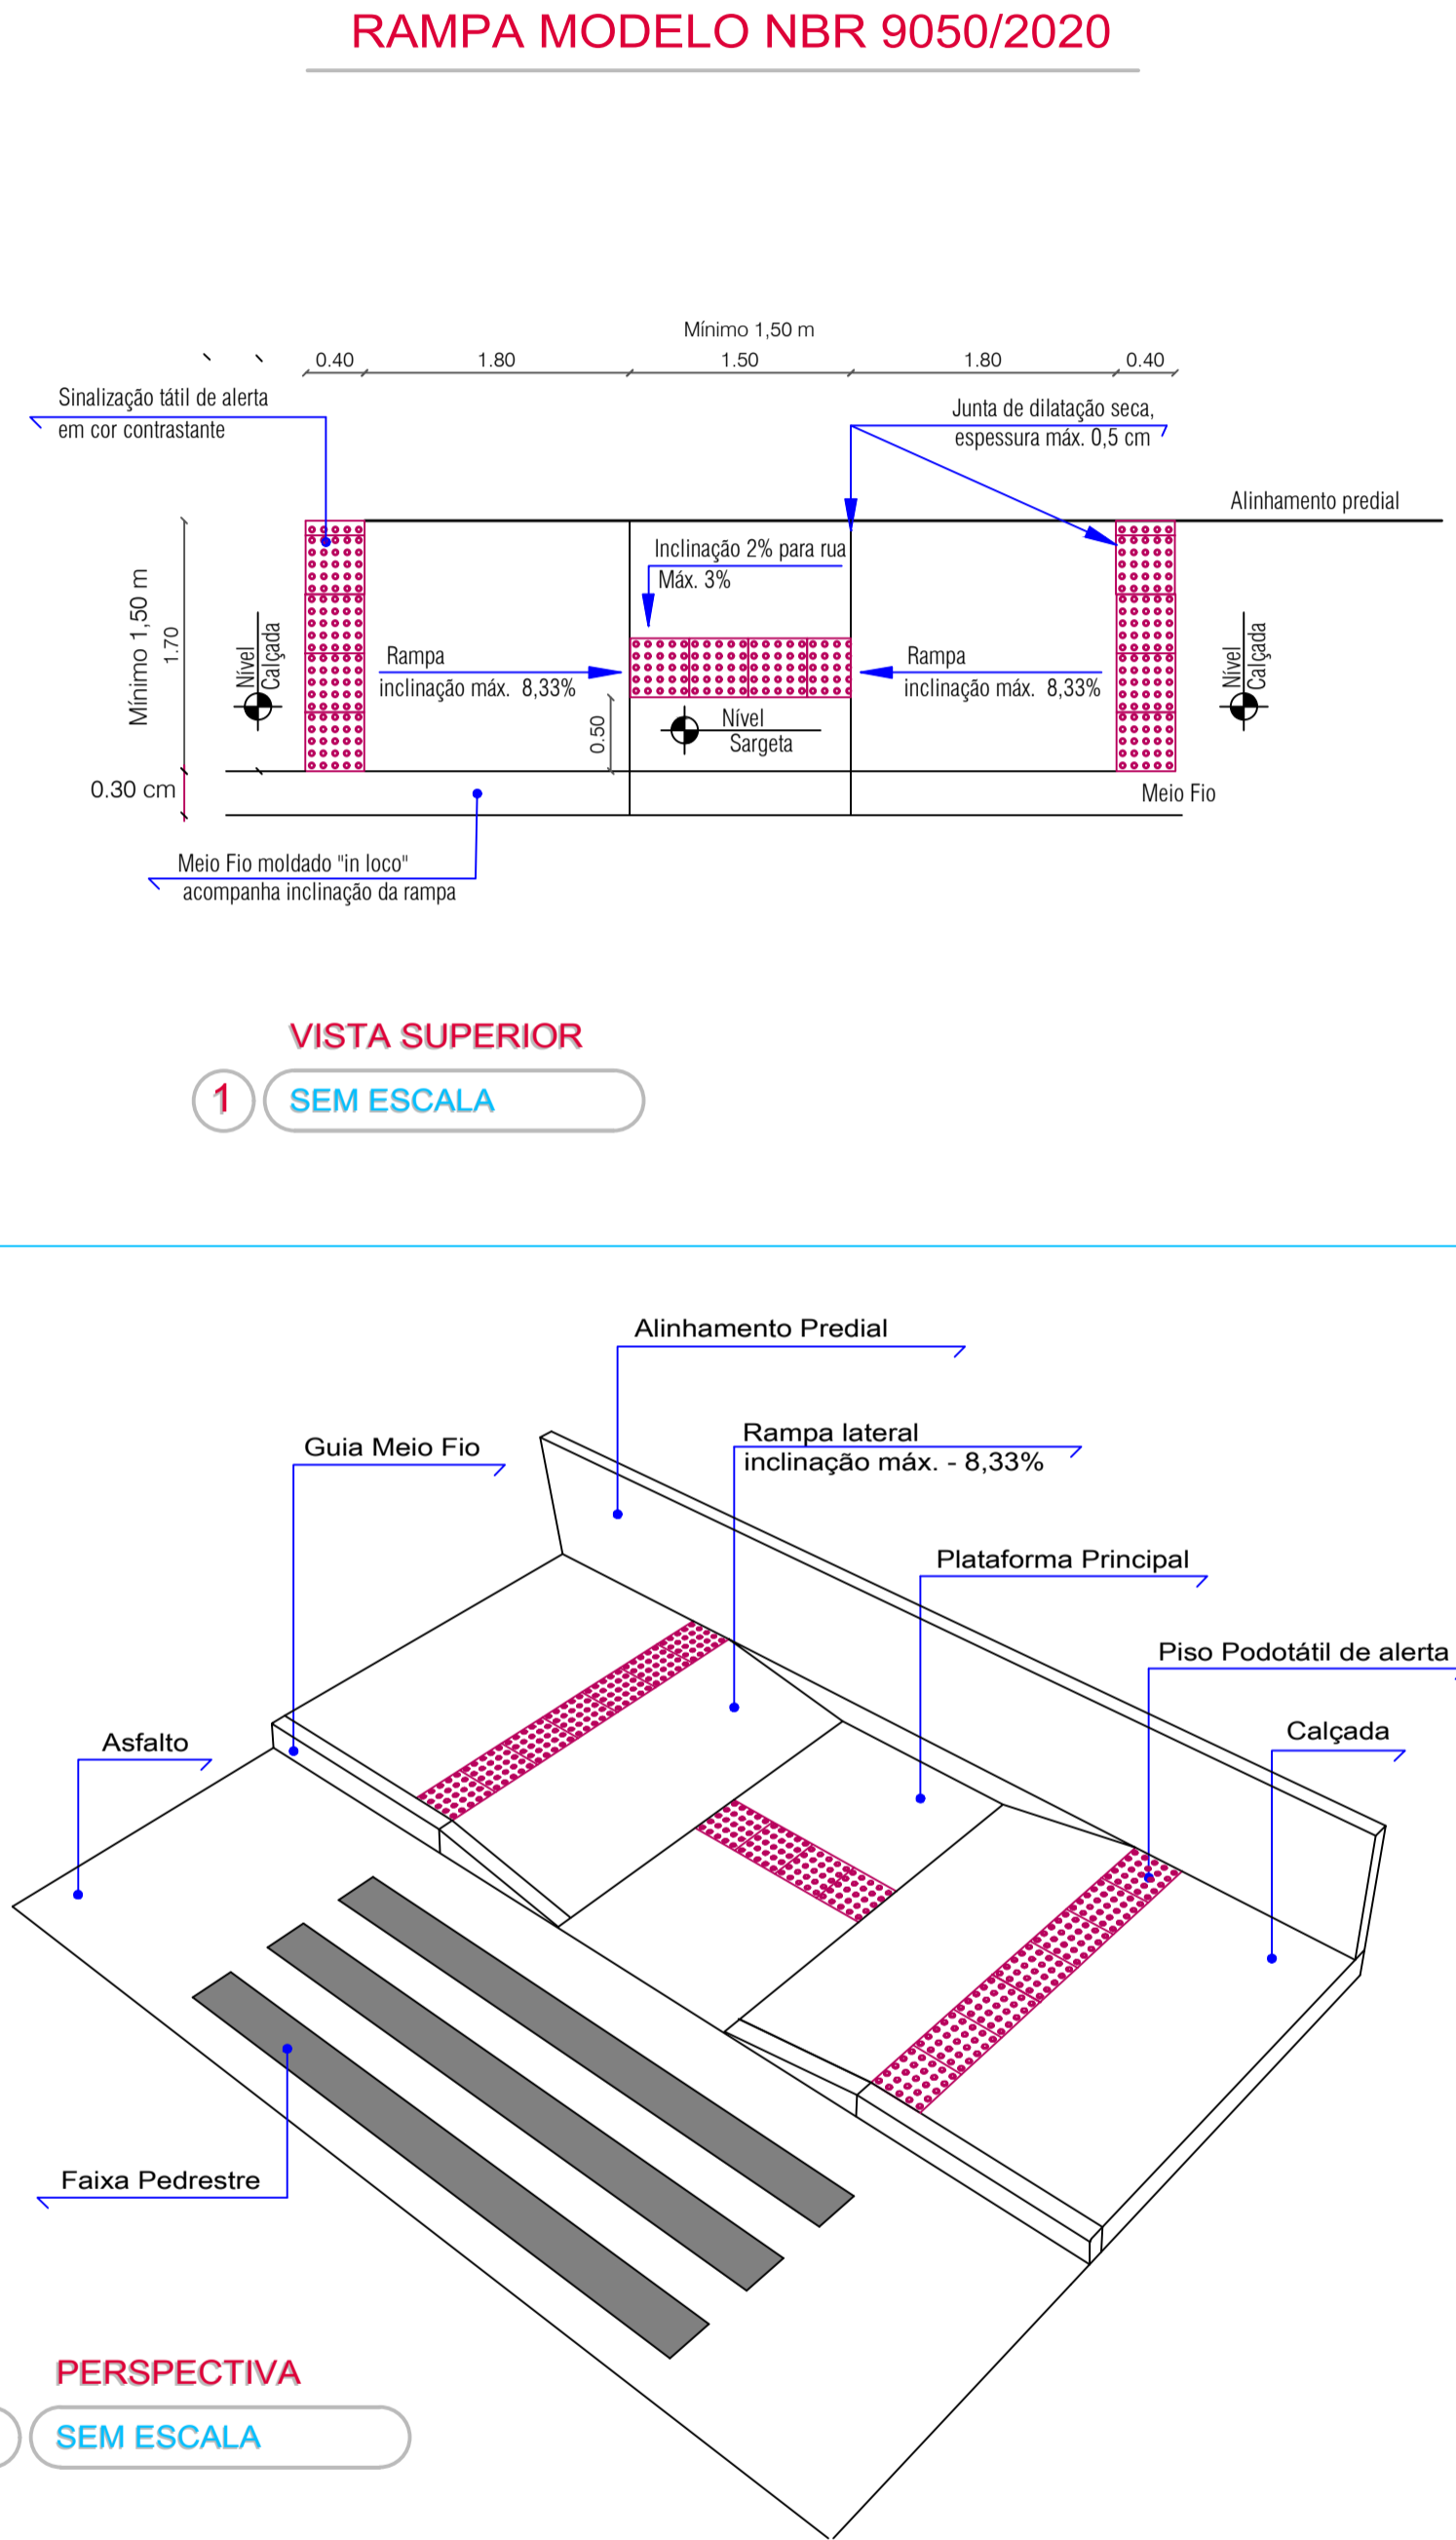 RAMPA MODELO NBR 9050/2020
Mínimo 1,50 m
0.40
1.80
1.50
1.80
0.40
Sinalização tátil de alerta
em cor contrastante
Junta de dilatação seca,
espessura máx. 0,5 cm
Alinhamento predial
Inclinação 2% para rua
Máx. 3%
Mínimo 1,50 m
1.70
Nível
Calçada
Rampa
inclinação máx. 8,33%
Rampa
inclinação máx. 8,33%
Nível
Calçada
0.50
Nível
Sargeta
0.30 cm
Meio Fio
Meio Fio moldado "in loco"
acompanha inclinação da rampa
VISTA SUPERIOR
1
SEM ESCALA
Alinhamento Predial
Rampa lateral
inclinação máx. - 8,33%
Guia Meio Fio
Plataforma Principal
Piso Podotátil de alerta
Calçada
Asfalto
Faixa Pedrestre
PERSPECTIVA
SEM ESCALA